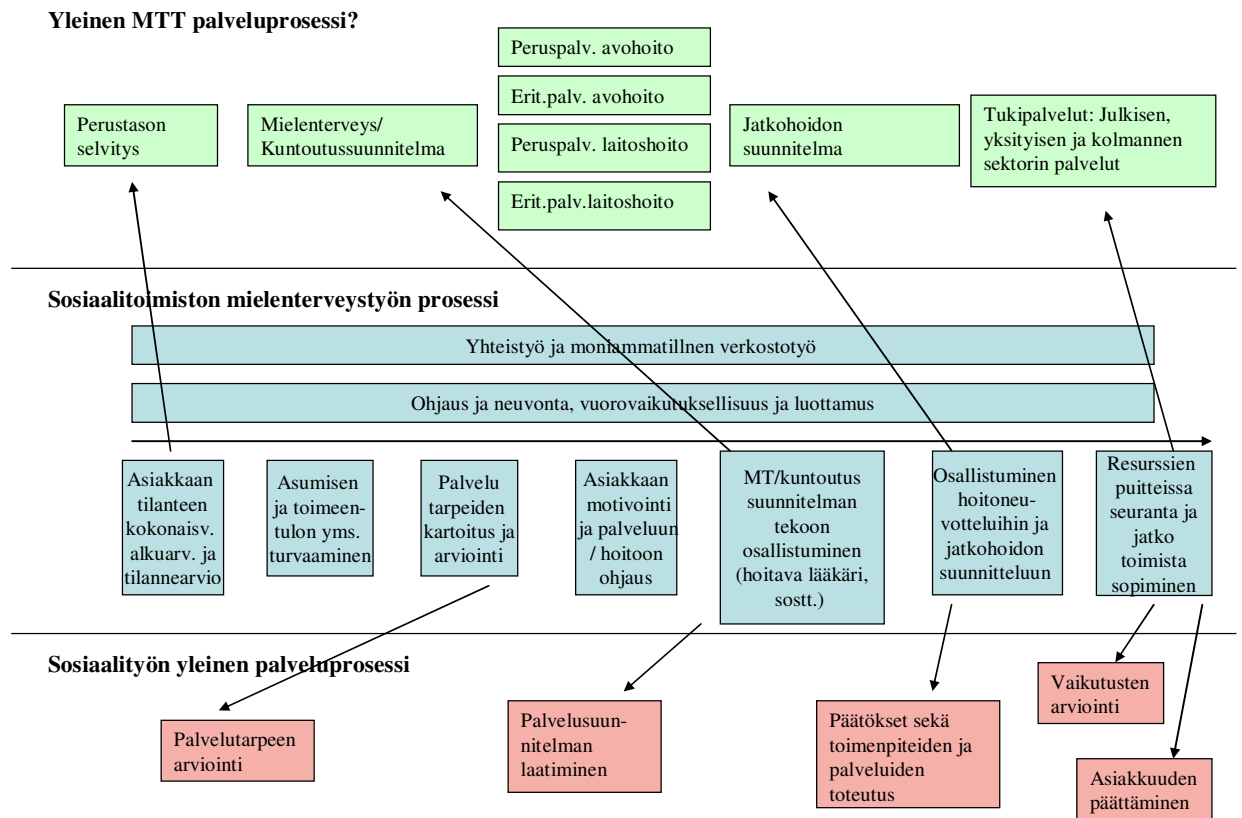 Yleinen MTT palveluprosessi?
Perustason
selvitys
Mielenterveys/
Kuntoutussuunnitelma
Peruspalv. avohoito
Erit.palv. avohoito
Peruspalv. laitoshoito
Erit.palv.laitoshoito
Jatkohoidon
suunnitelma
Tukipalvelut: Julkisen,
yksityisen ja kolmannen
sektorin palvelut
Sosiaalitoimiston mielenterveystyön prosessi
Yhteistyö ja moniammatillnen verkostotyö
Ohjaus ja neuvonta, vuorovaikutuksellisuus ja luottamus
Asiakkaan
tilanteen
kokonaisv.
alkuarv. ja
tilannearvio
Asumisen
ja toimeen-
tulon yms.
turvaaminen
Palvelu
tarpeiden
kartoitus ja
arviointi
Asiakkaan
motivointi
ja palveluun
/ hoitoon
ohjaus
MT/kuntoutus
suunnitelman
tekoon
osallistuminen
(hoitava lääkäri,
sostt.)
Osallistuminen
hoitoneu-
votteluihin ja
jatkohoidon
suunnitteluun
Resurssien
puitteissa
seuranta ja
jatko
toimista
sopiminen
Sosiaalityön yleinen palveluprosessi
Palvelutarpeen
arviointi
Palvelusuun-
nitelman
laatiminen
Päätökset sekä
toimenpiteiden ja
palveluiden
toteutus
Vaikutusten
arviointi
Asiakkuuden
päättäminen